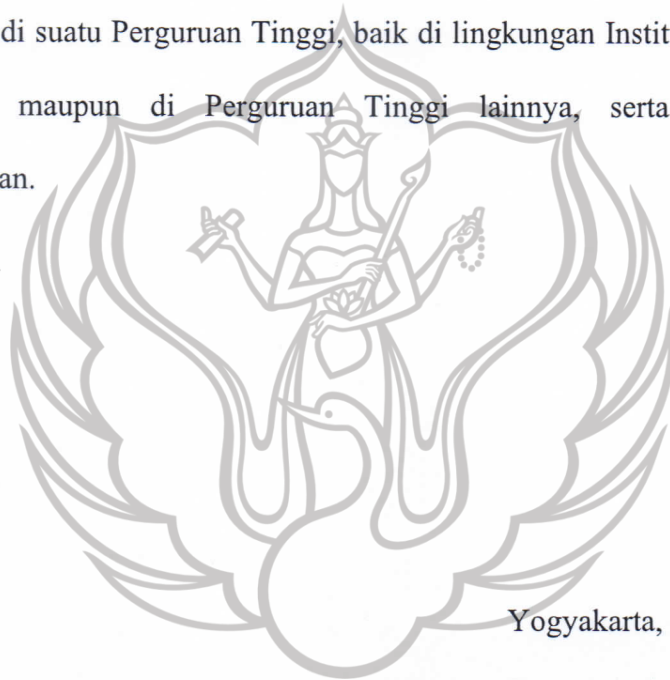 di suatu Perguruan Tinggi, baik di lingkungan Instit
maupun di Perguruan Tinggi lainnya, serta
an.
Yogyakarta,